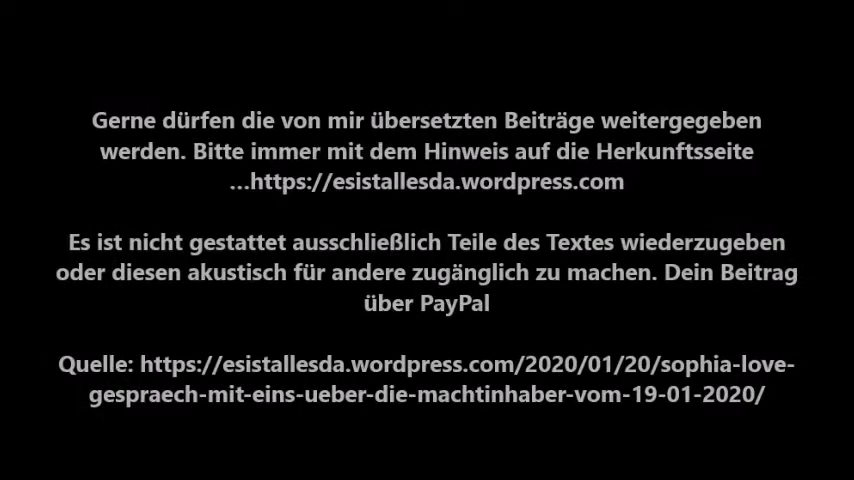 Gerne dürfen die von mir übersetzten Beiträge weitergegeben
werden. Bitte immer mit dem Hinweis auf die Herkunftsseite
…https://esistallesda.wordpress.com
Es ist nicht gestattet ausschließlich Teile des Textes wiederzugeben
oder diesen akustisch für andere zugänglich zu machen. Dein Beitrag
über PayPal
Quelle: https://esistallesda.wordpress.com/2020/01/20/sophia-love-
gespraech-mit-eins-ueber-die-machtinhaber-vom-19-01-2020/